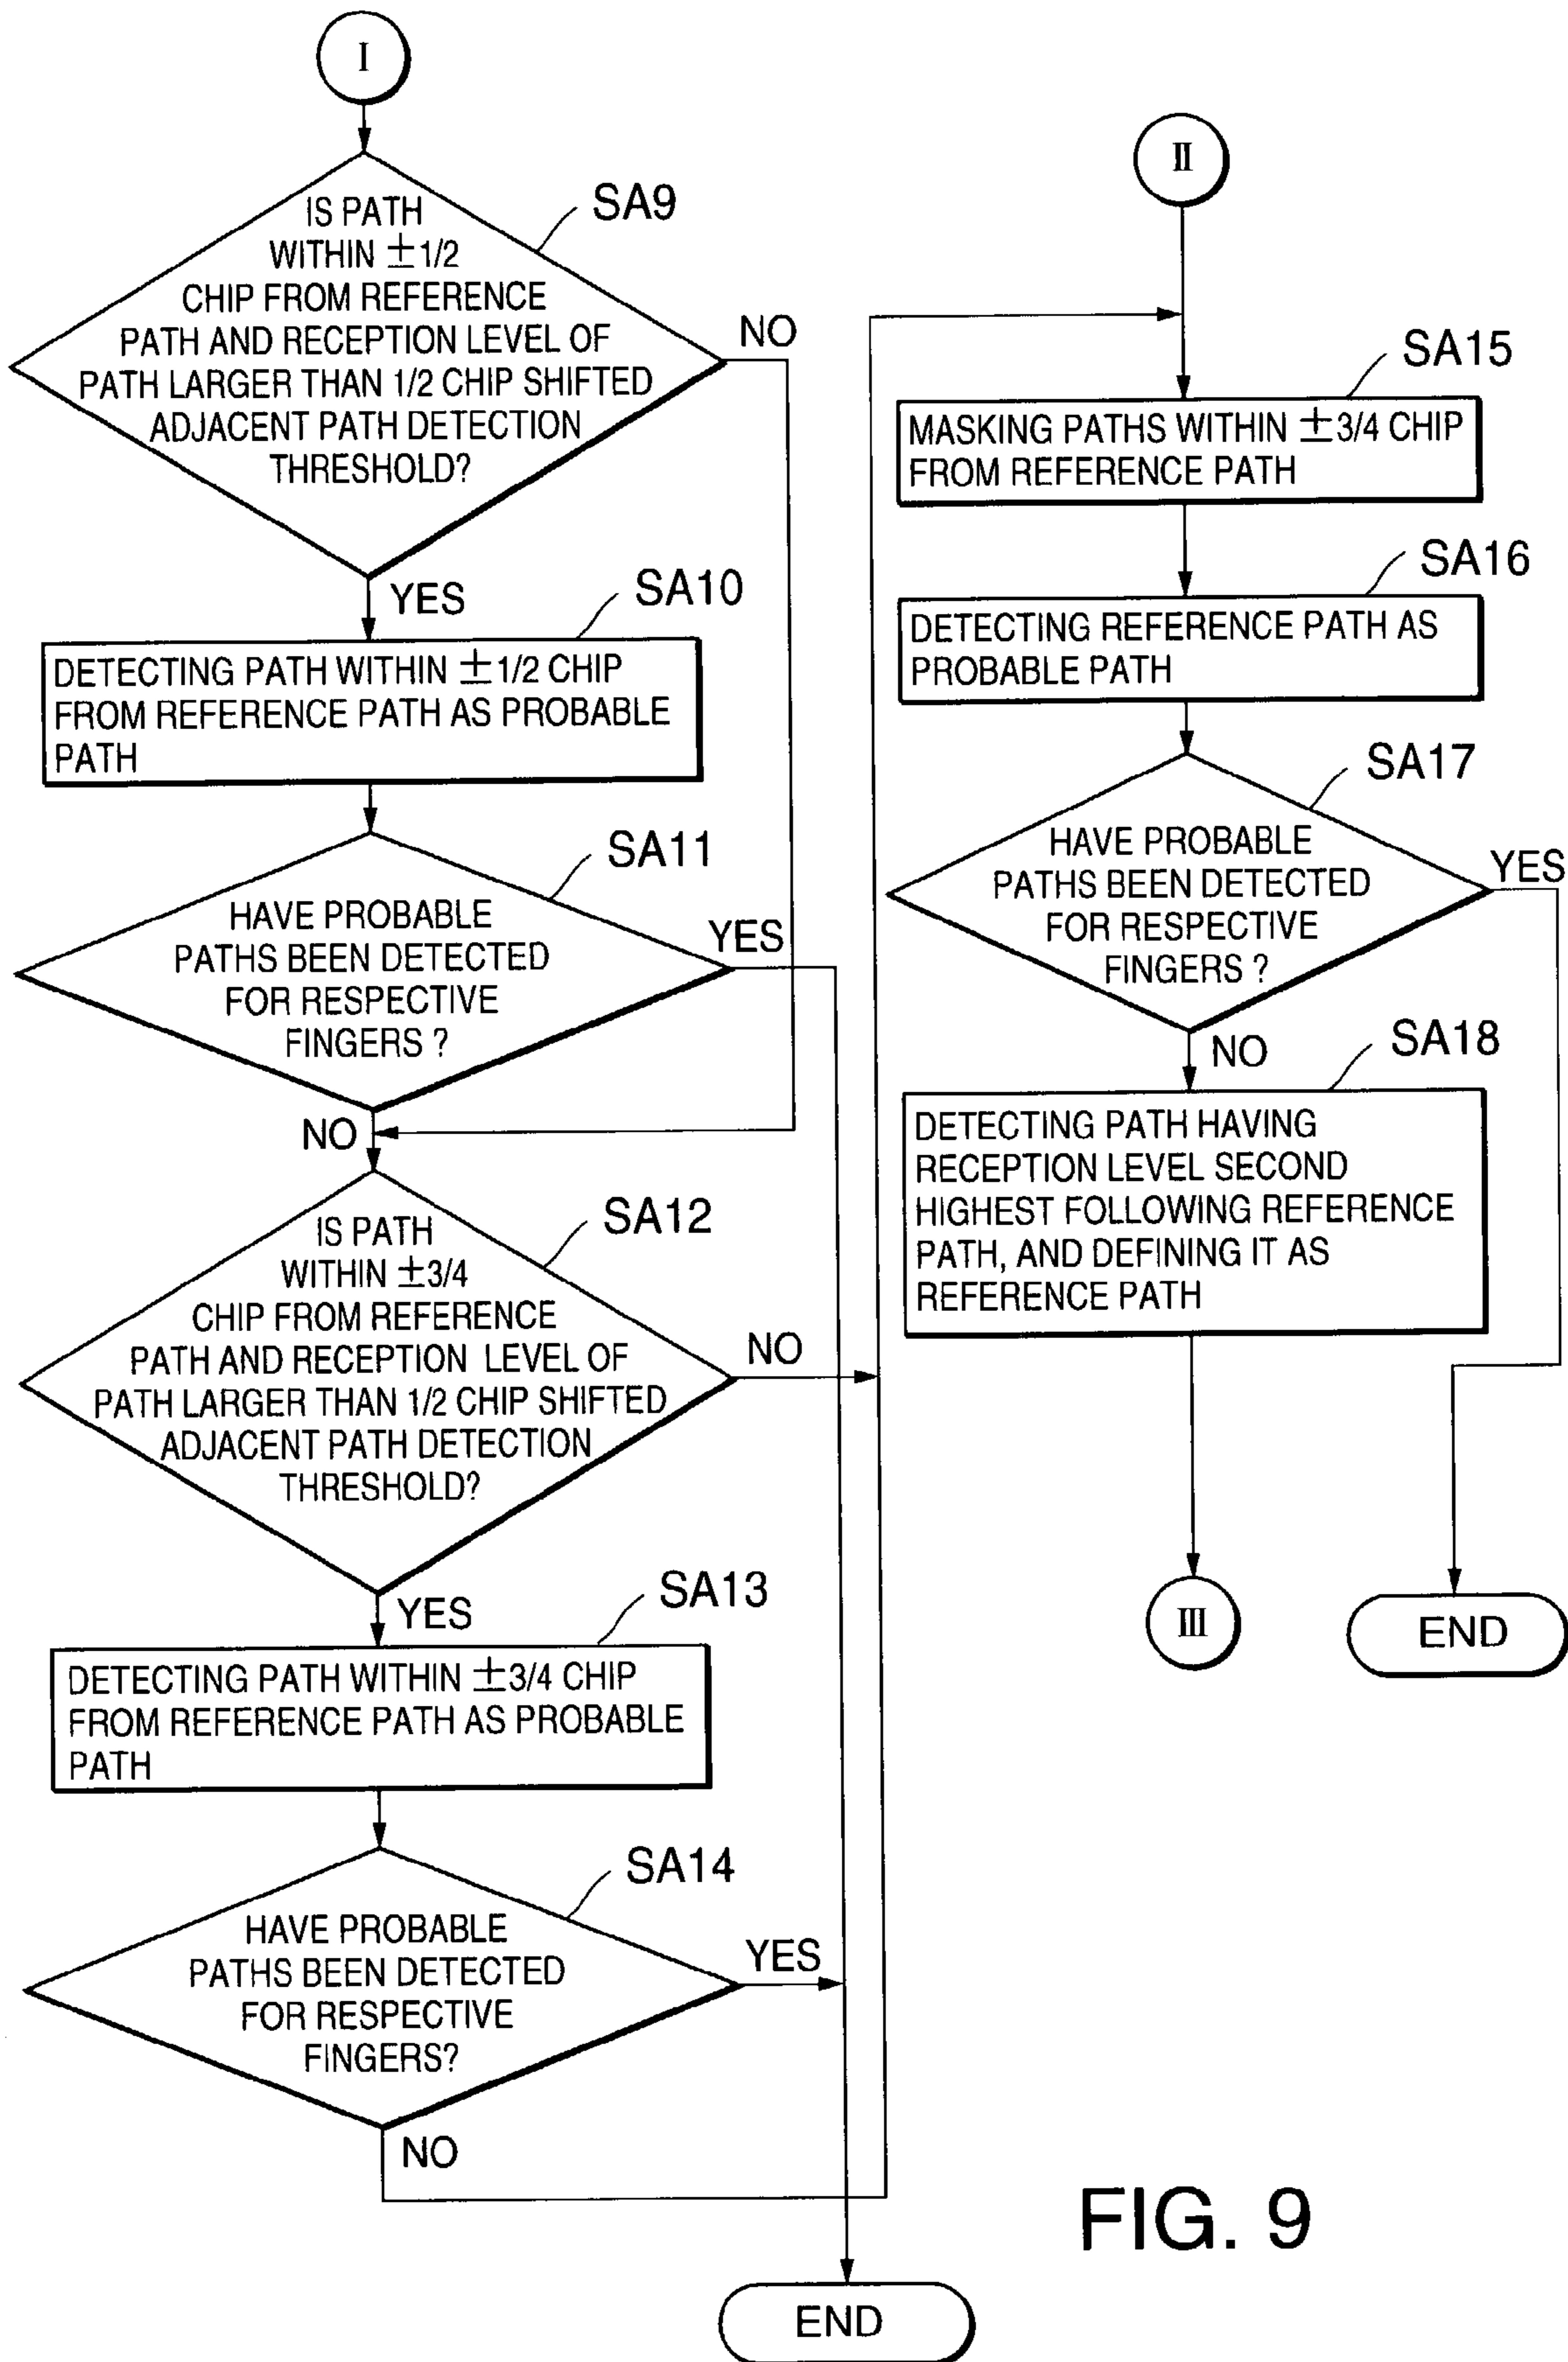 I
IS PATH
WITHIN ±1/2
CHIP FROM REFERENCE
PATH AND RECEPTION LEVEL OF
PATH LARGER THAN 1/2 CHIP SHIFTED
ADJACENT PATH DETECTION
THRESHOLD?
SA9
NO
YES
SA10
DETECTING PATH WITHIN ±1/2 CHIP
FROM REFERENCE PATH AS PROBABLE
PATH
SA11
HAVE PROBABLE
PATHS BEEN DETECTED
FOR RESPECTIVE
FINGERS ?
YES
NO
SA12
IS PATH
WITHIN ±3/4
CHIP FROM REFERENCE
PATH AND RECEPTION LEVEL OF
PATH LARGER THAN 1/2 CHIP SHIFTED
ADJACENT PATH DETECTION
THRESHOLD?
NO
YES
SA13
DETECTING PATH WITHIN ±3/4 CHIP
FROM REFERENCE PATH AS PROBABLE
PATH
SA14
HAVE PROBABLE
PATHS BEEN DETECTED
FOR RESPECTIVE
FINGERS?
YES
NO
END
II
SA15
MASKING PATHS WITHIN ±3/4 CHIP
FROM REFERENCE PATH
SA16
DETECTING REFERENCE PATH AS
PROBABLE PATH
SA17
HAVE PROBABLE
PATHS BEEN DETECTED
FOR RESPECTIVE
FINGERS ?
YES
NO
SA18
DETECTING PATH HAVING
RECEPTION LEVEL SECOND
HIGHEST FOLLOWING REFERENCE
PATH, AND DEFINING IT AS
REFERENCE PATH
III
END
FIG. 9